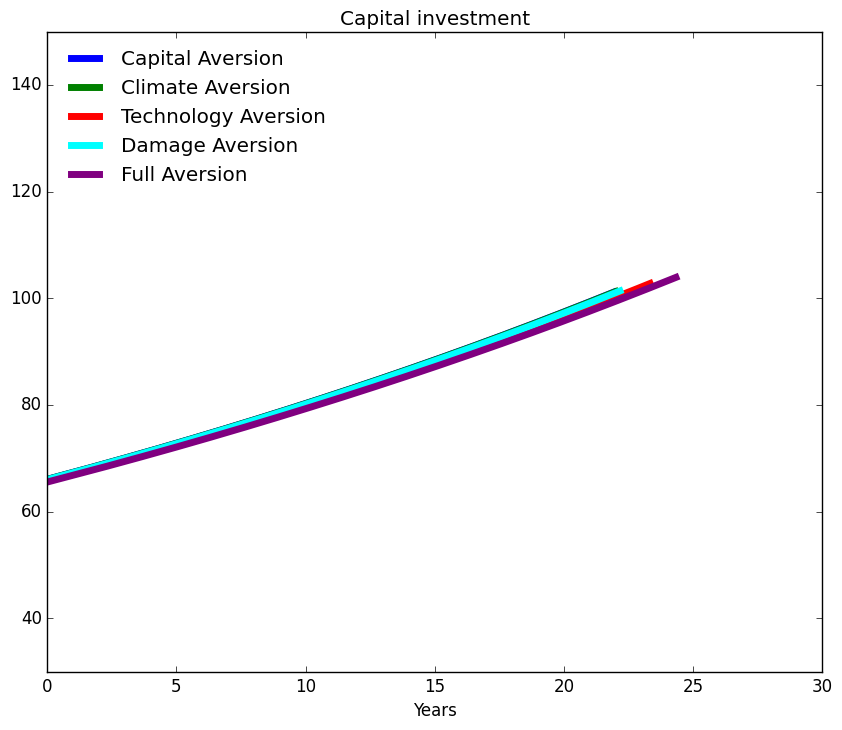 Capital investment
Capital Aversion
Climate Aversion
Technology Aversion
Damage Aversion
Full Aversion
140
120
100
80
60
40
0 5 10 15 20 25 30
Years